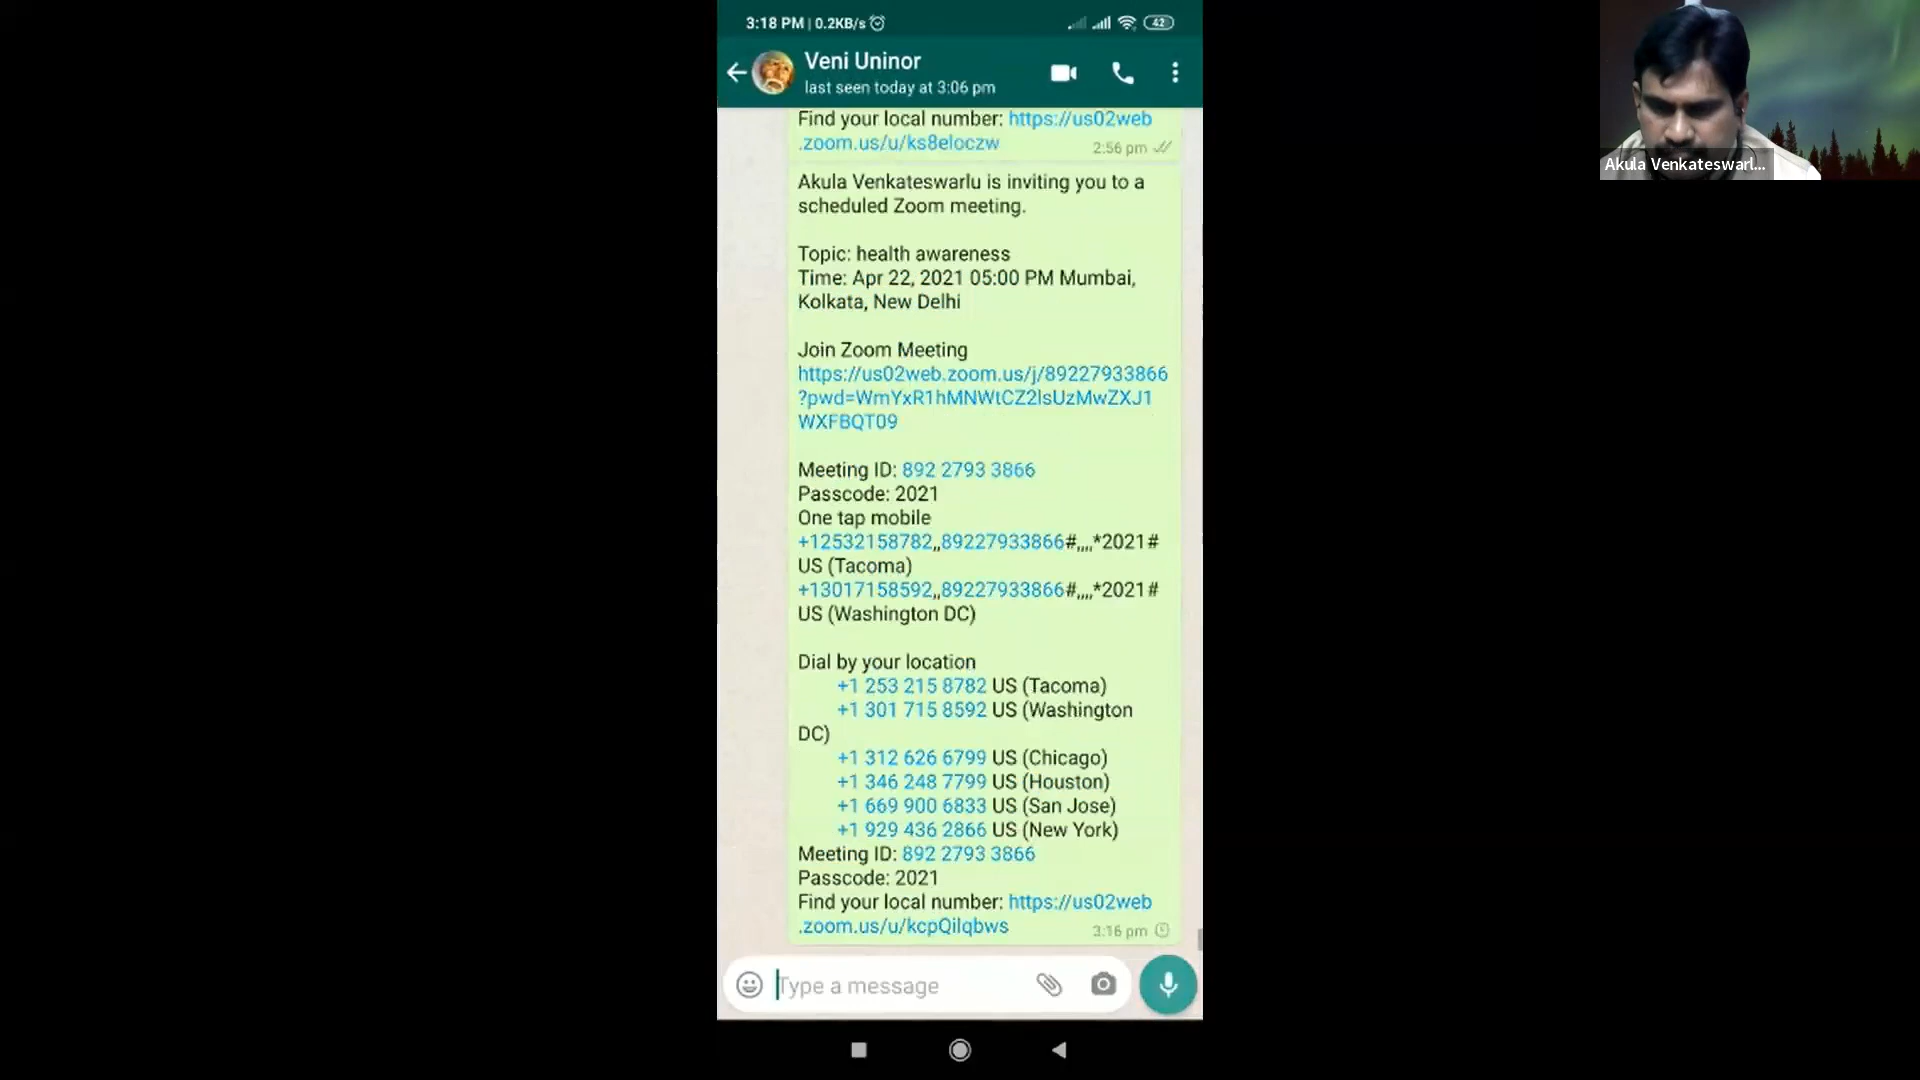 3:18 PM | 0.2KB/s
42
Veni Uninor
last seen today at 3:06 pm
Find your local number: https://us02web
.zoom.us/u/ks8eloczw
2:56 pm
Akula Venkateswarlu is inviting you to a
scheduled Zoom meeting.
Topic: health awareness
Time: Apr 22, 2021 05:00 PM Mumbai,
Kolkata, New Delhi
Join Zoom Meeting
https://us02web.zoom.us/j/89227933866
?pwd=WmYxR1hMNWtCZ2lsUzMwZXJ1
WXFBQT09
Meeting ID: 892 2793 3866
Passcode: 2021
One tap mobile
+12532158782,,89227933866#,,,,*2021#
US (Tacoma)
+13017158592,,89227933866#,,,,*2021#
US (Washington DC)
Dial by your location
+1 253 215 8782 US (Tacoma)
+1 301 715 8592 US (Washington
DC)
+1 312 626 6799 US (Chicago)
+1 346 248 7799 US (Houston)
+1 669 900 6833 US (San Jose)
+1 929 436 2866 US (New York)
Meeting ID: 892 2793 3866
Passcode: 2021
Find your local number: https://us02web
.zoom.us/u/kcpQilqbws
3:16 pm
Type a message
Akula Venkateswarl...